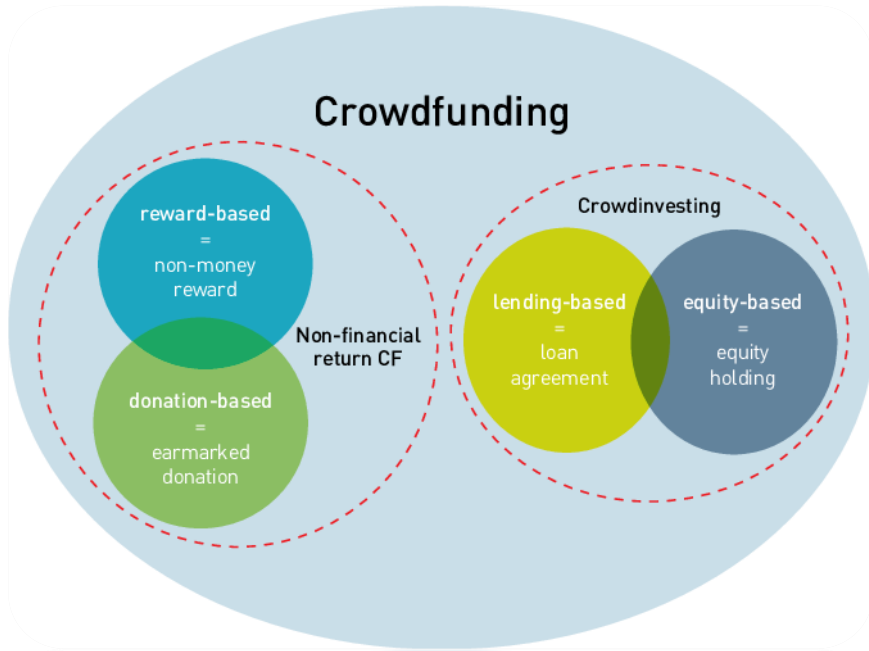 Crowdfunding
reward-based
=
non-money
reward
Non-financial
return CF
donation-based
=
earmarked
donation
Crowdinvesting
lending-based
=
loan
agreement
equity-based
=
equity
holding